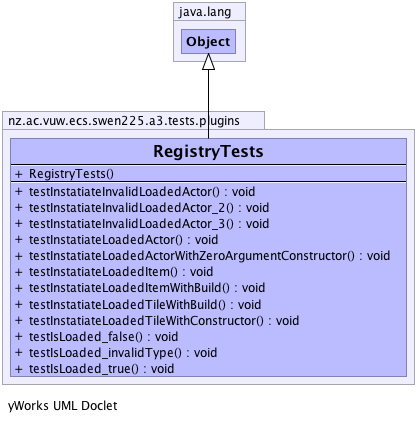 java.lang
Object
nz.ac.vuw.ecs.swen225.a3.tests.plugins
RegistryTests
+ RegistryTests()
+ testInstatiateInvalidLoadedActor() : void
+ testInstatiateInvalidLoadedActor_2() : void
+ testInstatiateInvalidLoadedActor_3() : void
+ testInstatiateLoadedActor() : void
+ testInstatiateLoadedActorWithZeroArgumentConstructor() : void
+ testInstatiateLoadedItem() : void
+ testInstatiateLoadedItemWithBuild() : void
+ testInstatiateLoadedTileWithBuild() : void
+ testInstatiateLoadedTileWithConstructor() : void
+ testIsLoaded_false() : void
+ testIsLoaded_invalidType() : void
+ testIsLoaded_true() : void
yWorks UML Doclet